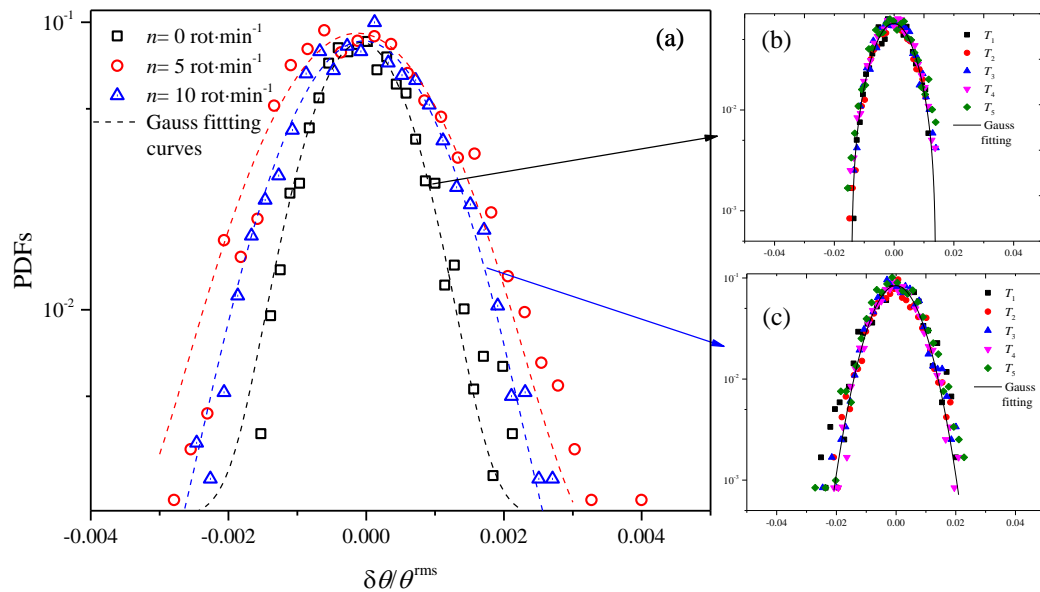 (a)
n= 0 rot·min⁻¹
n= 5 rot·min⁻¹
n= 10 rot·min⁻¹
Gauss fittting
curves
PDFs
10⁻¹
10⁻²
-0.004
-0.002
0.000
0.002
0.004
δθ/θ^rms
(b)
T₁
T₂
T₃
T₄
T₅
Gauss
fitting
10⁻²
10⁻³
-0.04
-0.02
0.00
0.02
0.04
(c)
T₁
T₂
T₃
T₄
T₅
Gauss
fitting
10⁻¹
10⁻²
10⁻³
-0.04
-0.02
0.00
0.02
0.04